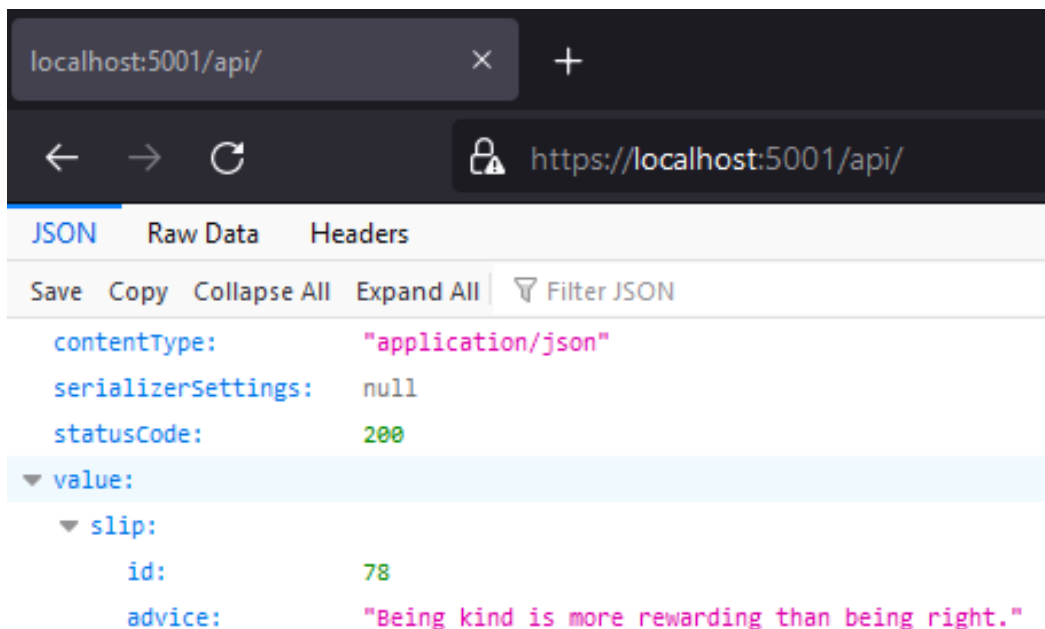 localhost:5001/api/
https://localhost:5001/api/
JSON Raw Data Headers
Save Copy Collapse All Expand All Filter JSON
contentType: "application/json"
serializerSettings: null
statusCode: 200
value:
slip:
id: 78
advice: "Being kind is more rewarding than being right."